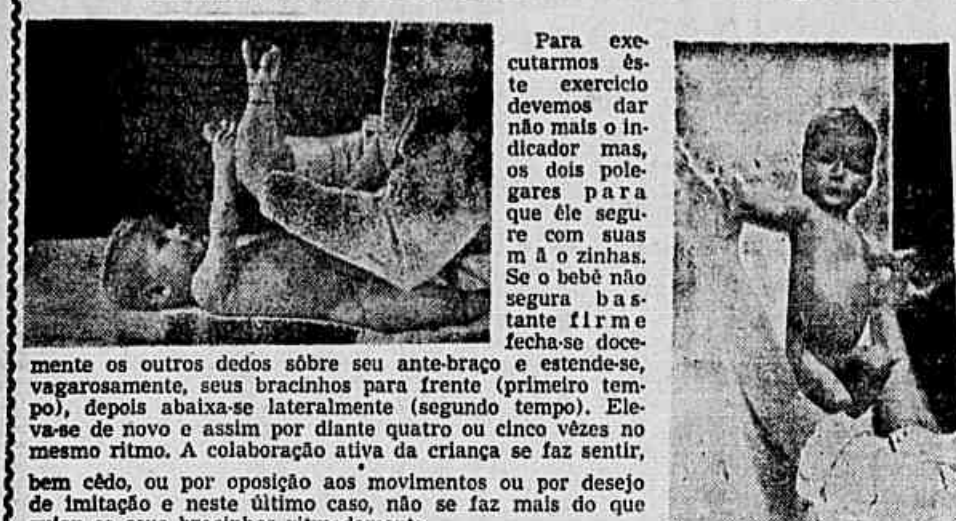 Para exe-
cutarmos ês-
te exercício
devemos dar
não mais o in-
dicador mas,
os dois pole-
gares para
que êle segu-
re com suas
mãozinhas.
Se o bebê não
segura bas-
tante firme
fecha-se doce-
mente os outros dedos sôbre seu ante-braço e estende-se,
vagarosamente, seus bracinhos para frente (primeiro tem-
po), depois abaixa-se lateralmente (segundo tempo). Ele-
va-se de novo e assim por diante quatro ou cinco vêzes no
mesmo ritmo. A colaboração ativa da criança se faz sentir,
bem cêdo, ou por oposição aos movimentos ou por desejo
de imitação e neste último caso, não se faz mais do que